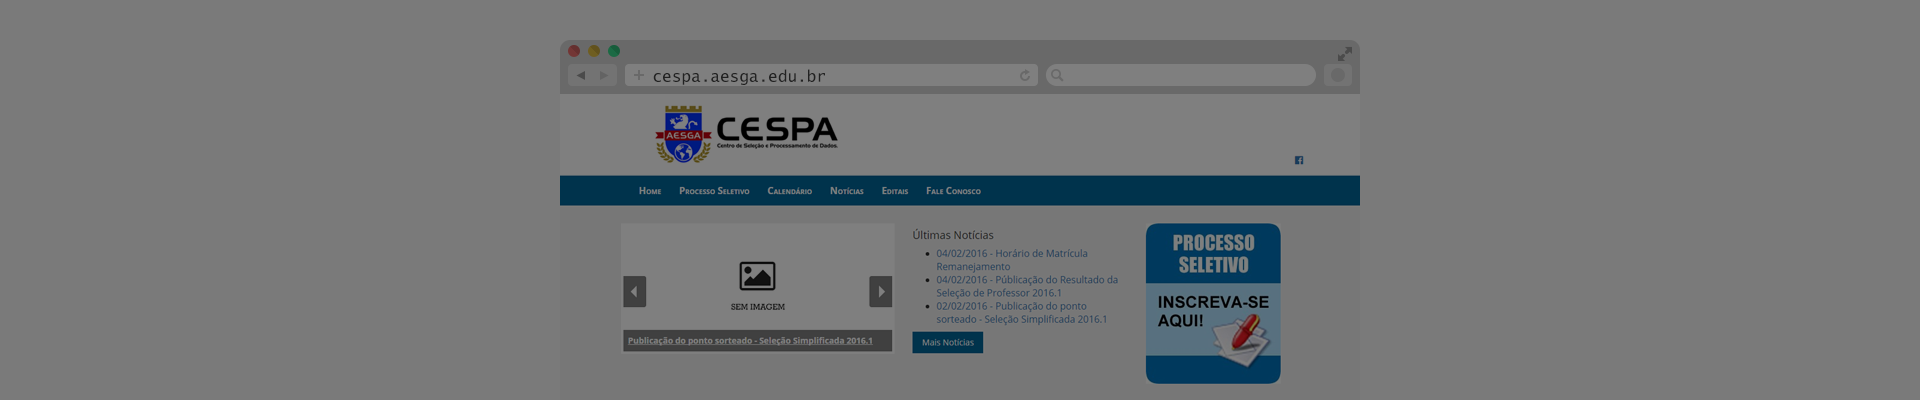 cespa.aesga.edu.br
AESGA
CESPA
Centro de Seleção e Processamento de Dados.
Home Processo Seletivo Calendário Notícias Editais Fale Conosco
SEM IMAGEM
Publicação do ponto sorteado - Seleção Simplificada 2016.1
Últimas Notícias
04/02/2016 - Horário de Matrícula
Remanejamento
04/02/2016 - Públicação do Resultado da
Seleção de Professor 2016.1
02/02/2016 - Publicação do ponto
sorteado - Seleção Simplificada 2016.1
Mais Notícias
PROCESSO
SELETIVO
INSCREVA-SE
AQUI!